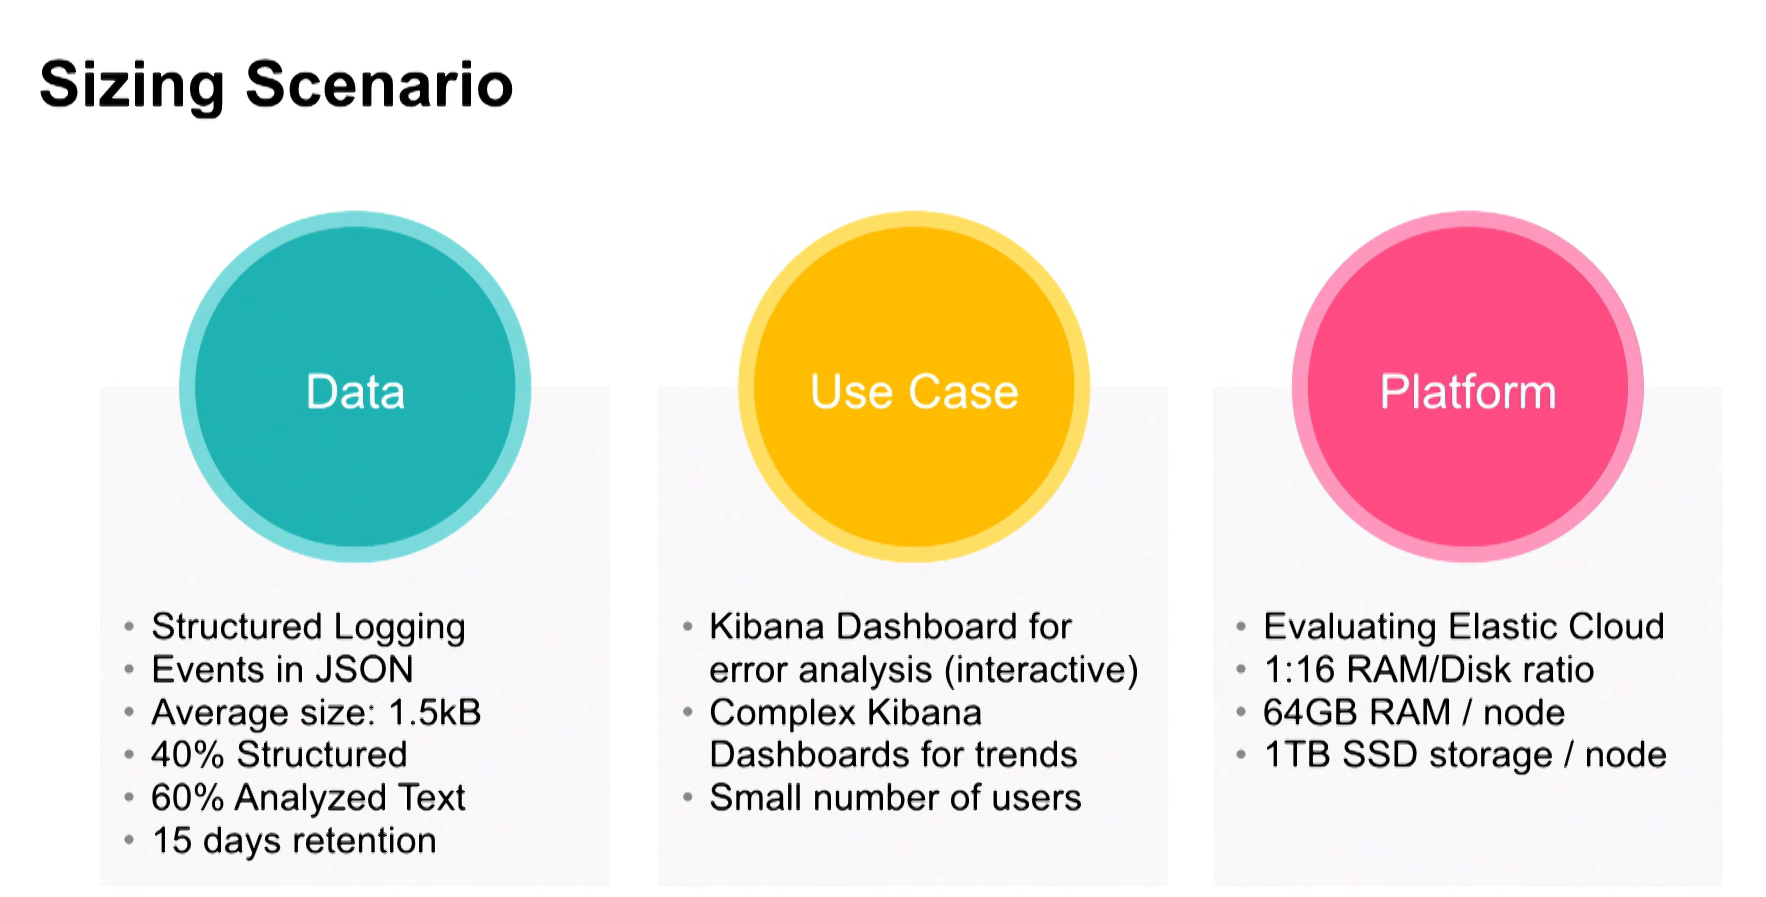 Sizing Scenario
Data
• Structured Logging
• Events in JSON
• Average size: 1.5kB
• 40% Structured
• 60% Analyzed Text
• 15 days retention
Use Case
• Kibana Dashboard for
error analysis (interactive)
• Complex Kibana
Dashboards for trends
• Small number of users
Platform
• Evaluating Elastic Cloud
• 1:16 RAM/Disk ratio
• 64GB RAM / node
• 1TB SSD storage / node